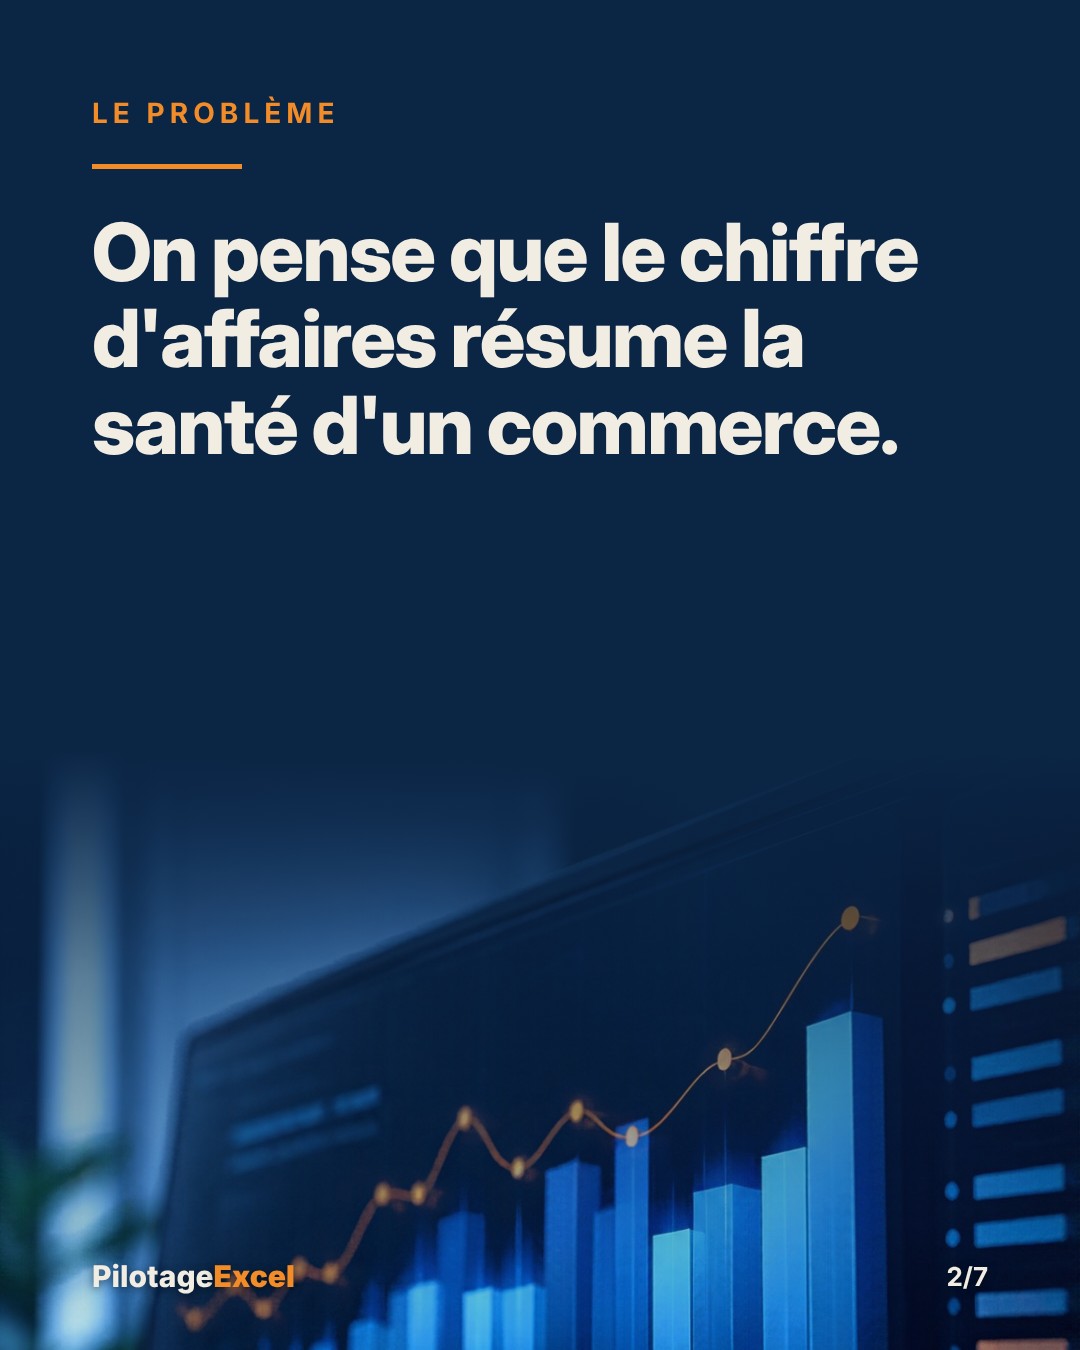 LE PROBLÈME
On pense que le chiffre
d'affaires résume la
santé d'un commerce.
PilotageExcel
2/7